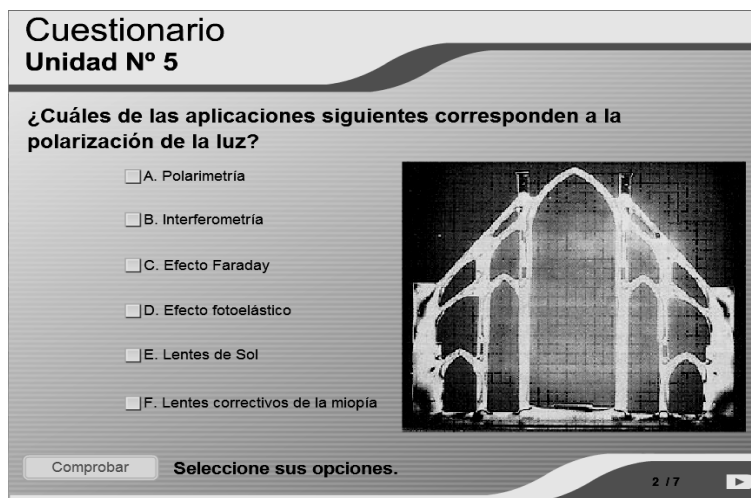 Cuestionario
Unidad Nº 5
¿Cuáles de las aplicaciones siguientes corresponden a la
polarización de la luz?
A. Polarimetría
B. Interferometría
C. Efecto Faraday
D. Efecto fotoelástico
E. Lentes de Sol
F. Lentes correctivos de la miopía
Comprobar
Seleccione sus opciones.
2 / 7